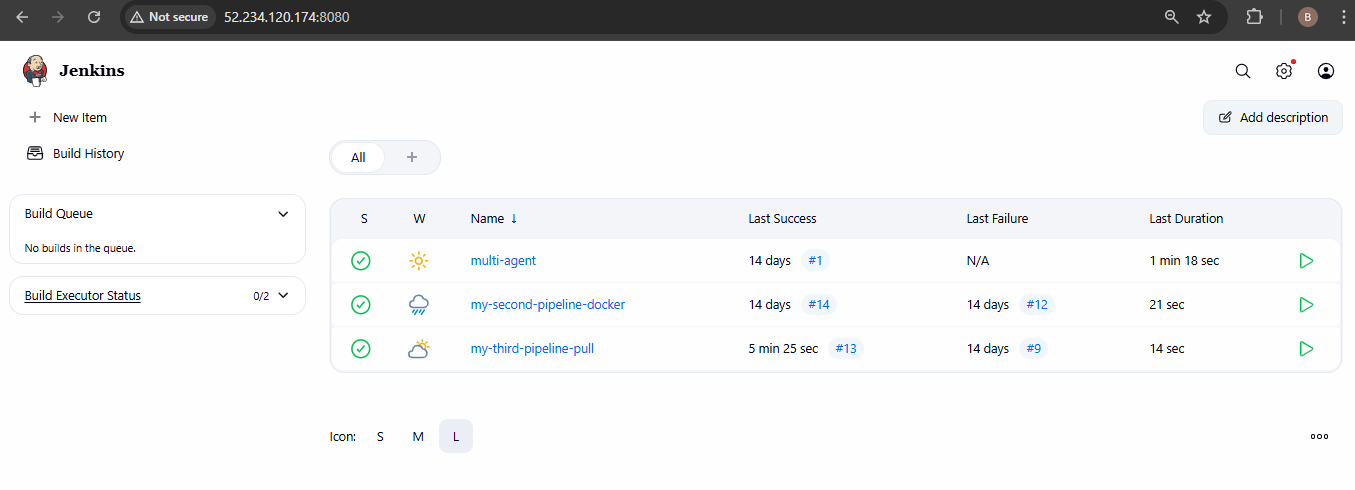 Not secure 52.234.120.174:8080 B
Jenkins
New Item
Add description
Build History
All
Build Queue
No builds in the queue.
Build Executor Status 0/2
S W Name ↓ Last Success Last Failure Last Duration
multi-agent 14 days #1 N/A 1 min 18 sec
my-second-pipeline-docker 14 days #14 14 days #12 21 sec
my-third-pipeline-pull 5 min 25 sec #13 14 days #9 14 sec
Icon: S M L